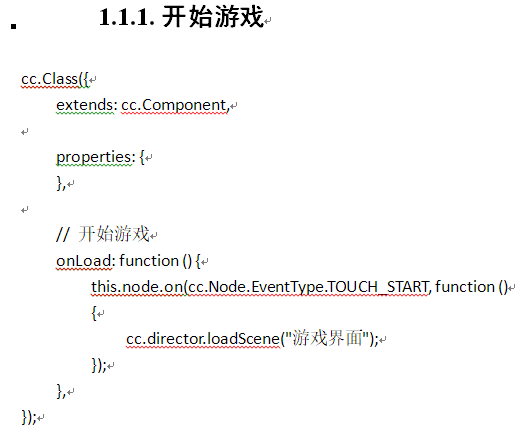 1.1.1. 开始游戏
cc.Class({
extends: cc.Component,
properties: {
},
// 开始游戏
onLoad: function () {
this.node.on(cc.Node.EventType.TOUCH_START, function ()
{
cc.director.loadScene("游戏界面");
});
},
});